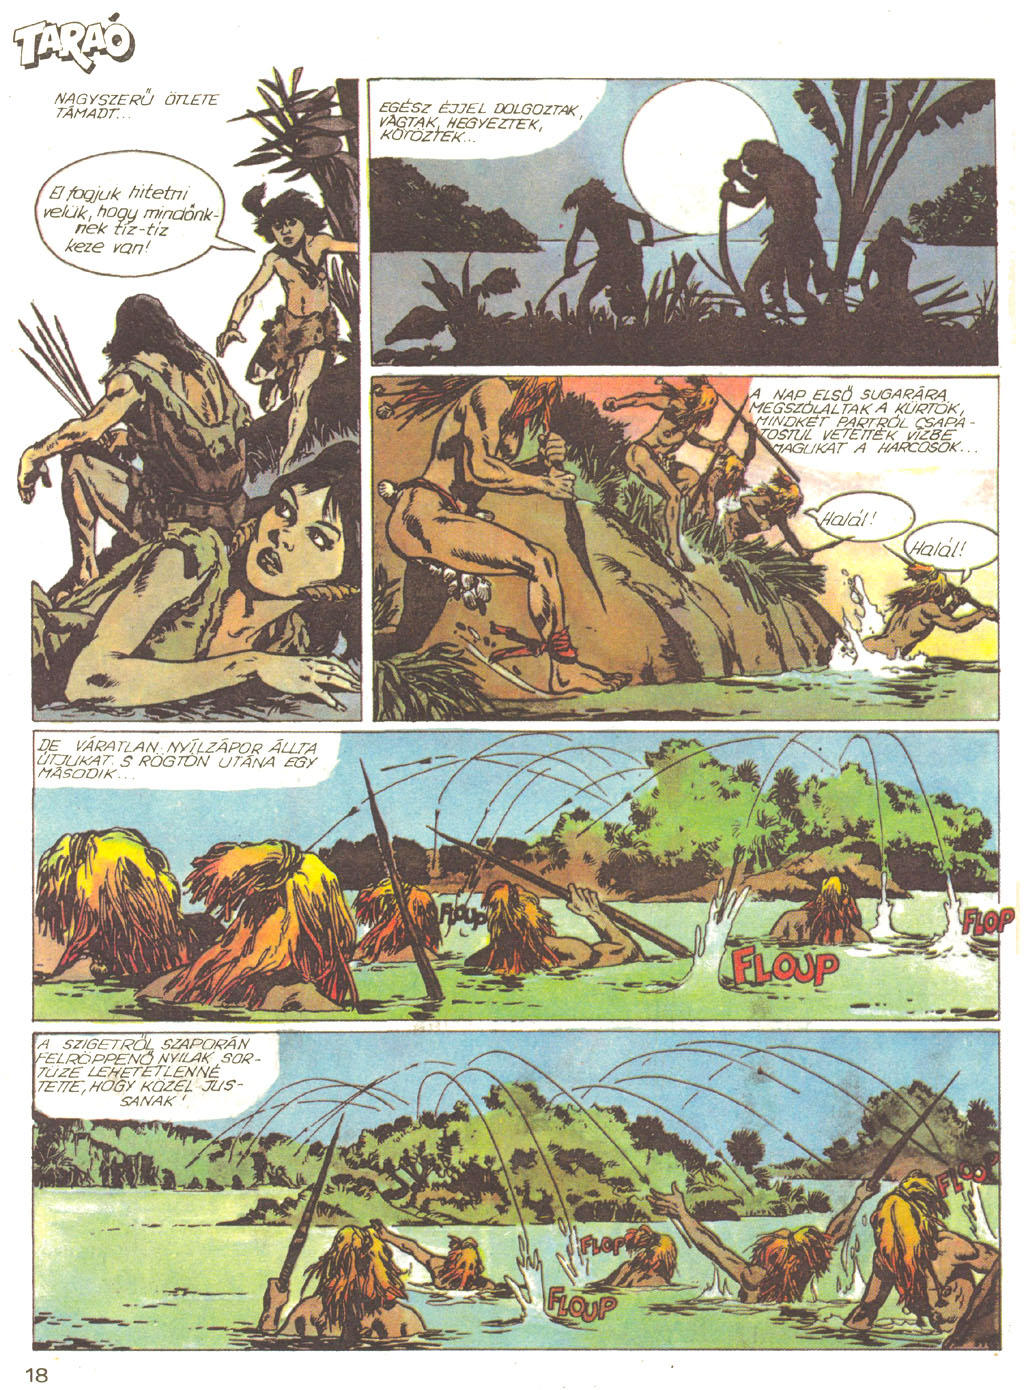 TARAÓ
NAGYSZERŰ ÖTLETE
TÁMADT...
El fogjuk hitetni
velük, hogy mindőnk-
nek tíz-tíz
keze van!
EGÉSZ ÉJJEL DOLGOZTAK,
VÁGTAK, HEGYEZTEK,
KÖTÖZTEK...
A NAP ELSŐ SUGARÁRA
MEGSZÓLALTAK A KÜRTÖK,
MINDKÉT PARTRÓL CSAPA-
TOSTUL VETETTÉK VÍZBE
MAGUKAT A HARCOSOK...
Halál!
Halál!
DE VÁRATLAN NYÍLZÁPOR ÁLLTA
ÚTJUKAT. S RÖGTÖN UTÁNA EGY
MÁSODIK...
FLOUP
FLOUP
FLOP
A SZIGETRŐL SZAPORÁN
FELRÖPPENŐ NYILAK SOR-
TÜZE LEHETETLENNÉ
TETTE, HOGY KÖZEL JUS-
SANAK!
FLOOP
FLOP
FLOUP
18